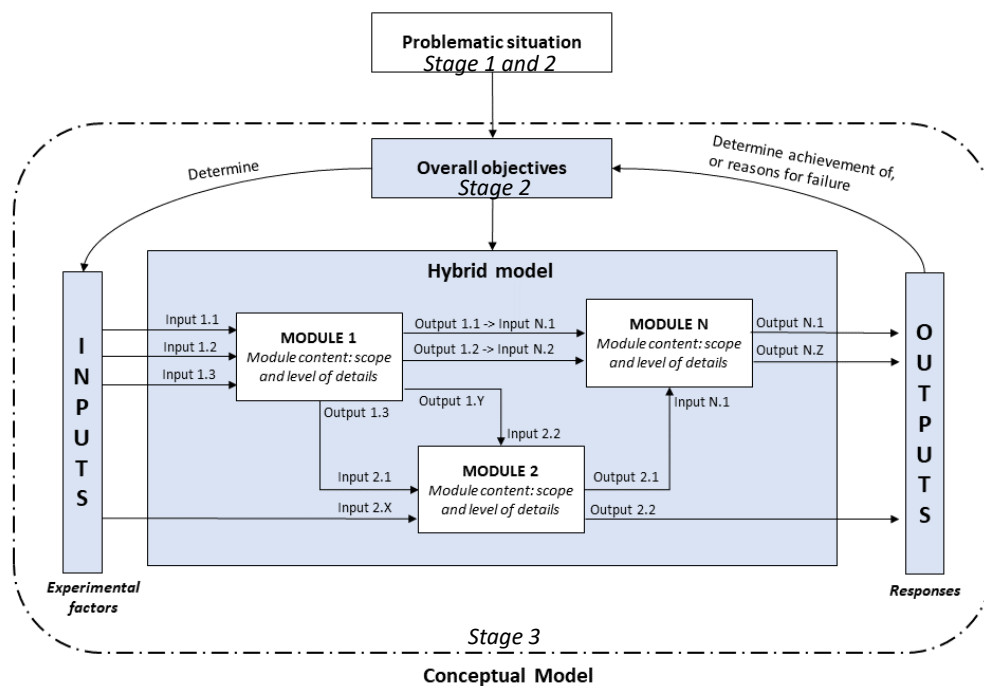 Problematic situation
Stage 1 and 2
Determine
Overall objectives
Stage 2
Determine achievement of,
or reasons for failure
Hybrid model
INPUTS
Experimental
factors
Input 1.1
Input 1.2
Input 1.3
MODULE 1
Module content: scope
and level of details
Output 1.1 -> Input N.1
Output 1.2 -> Input N.2
MODULE N
Module content: scope
and level of details
Output N.1
Output N.Z
OUTPUTS
Responses
Output 1.3
Output 1.Y
Input N.1
Input 2.2
Input 2.1
Input 2.X
MODULE 2
Module content: scope
and level of details
Output 2.1
Output 2.2
Stage 3
Conceptual Model